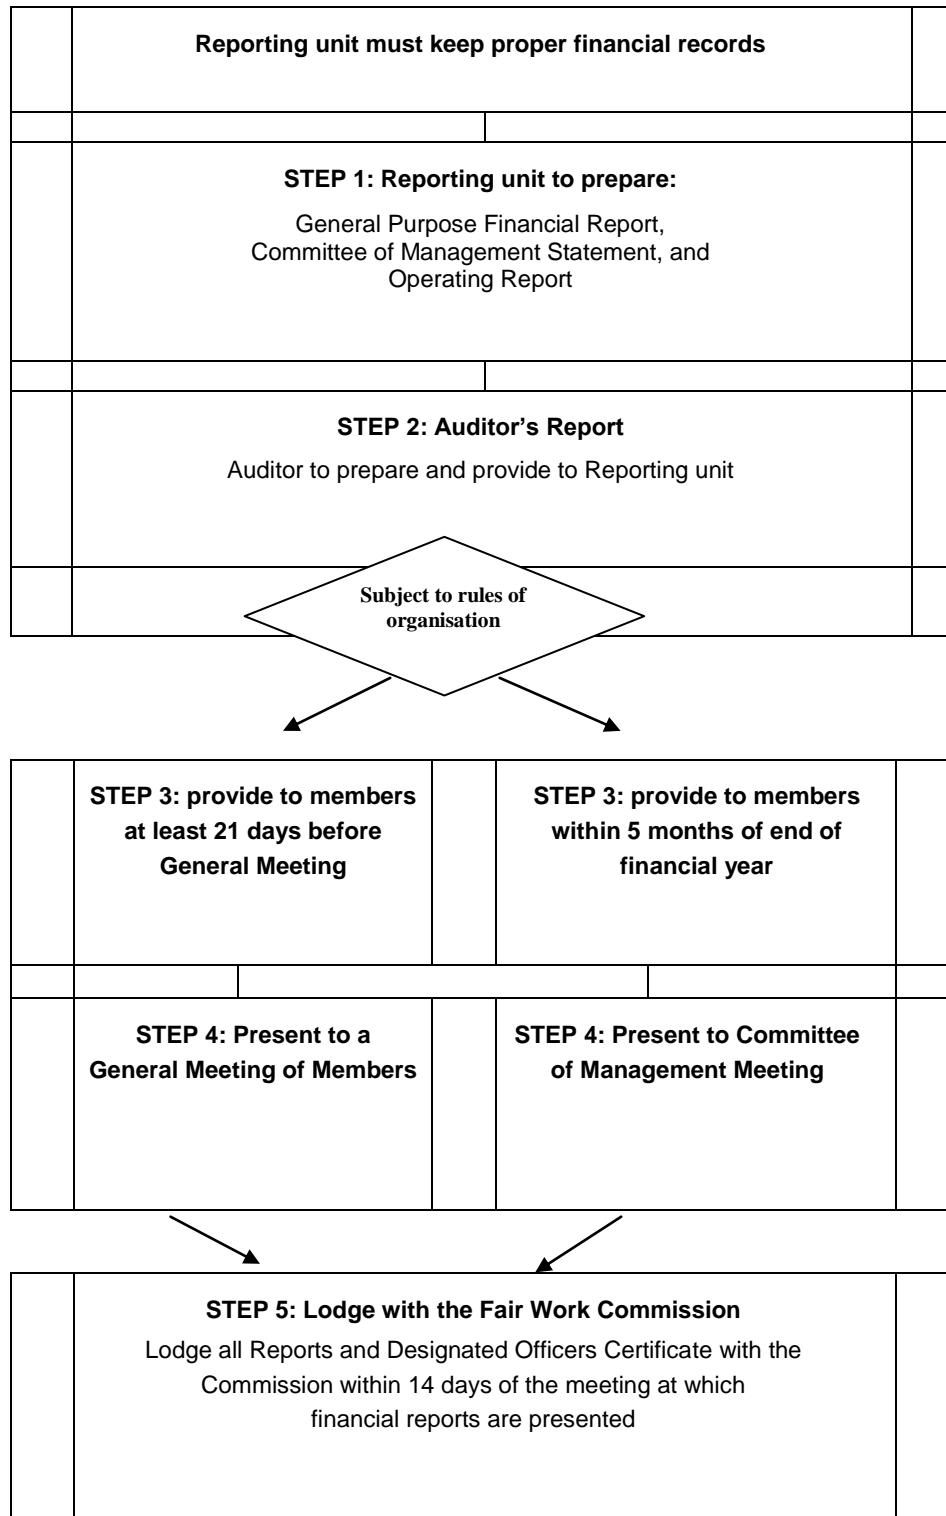 Reporting unit must keep proper financial records
STEP 1: Reporting unit to prepare:
General Purpose Financial Report,
Committee of Management Statement, and
Operating Report
STEP 2: Auditor’s Report
Auditor to prepare and provide to Reporting unit
Subject to rules of
organisation
STEP 3: provide to members
at least 21 days before
General Meeting
STEP 3: provide to members
within 5 months of end of
financial year
STEP 4: Present to a
General Meeting of Members
STEP 4: Present to Committee
of Management Meeting
STEP 5: Lodge with the Fair Work Commission
Lodge all Reports and Designated Officers Certificate with the
Commission within 14 days of the meeting at which
financial reports are presented